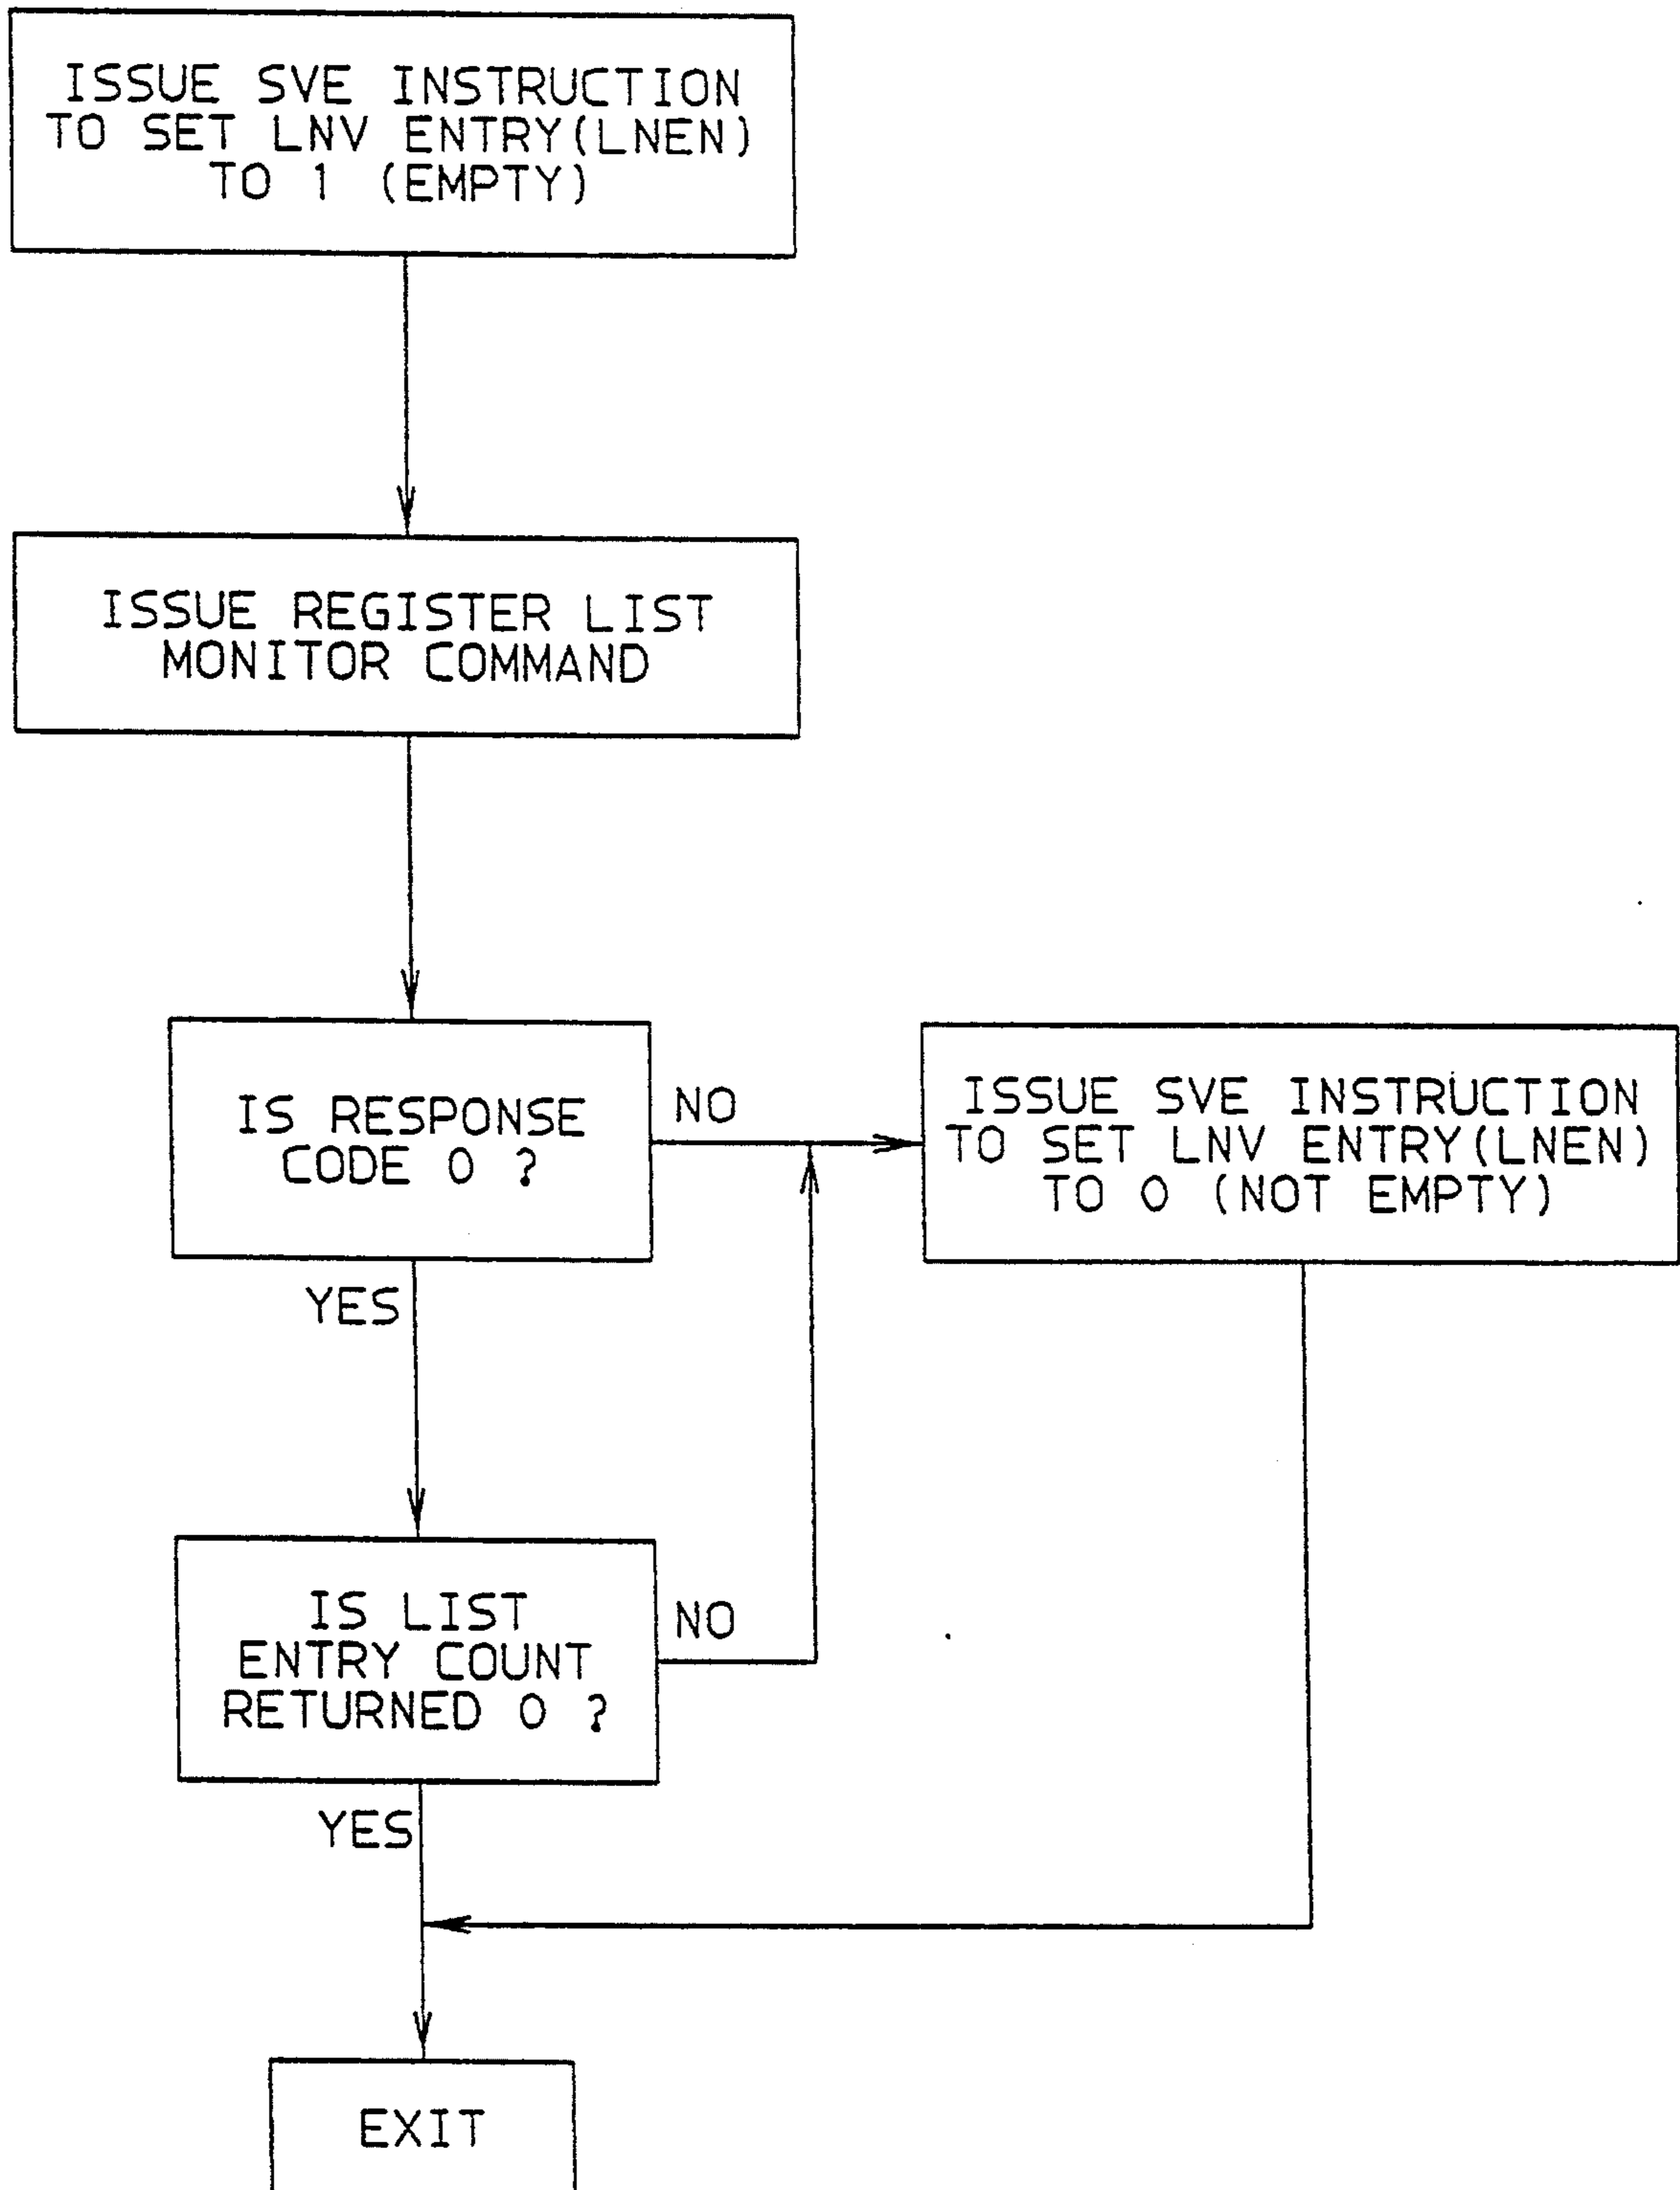 ISSUE SVE INSTRUCTION
TO SET LNV ENTRY(LNEN)
TO 1 (EMPTY)
ISSUE REGISTER LIST
MONITOR COMMAND
IS RESPONSE
CODE 0 ?
NO
ISSUE SVE INSTRUCTION
TO SET LNV ENTRY(LNEN)
TO 0 (NOT EMPTY)
YES
IS LIST
ENTRY COUNT
RETURNED 0 ?
NO
YES
EXIT